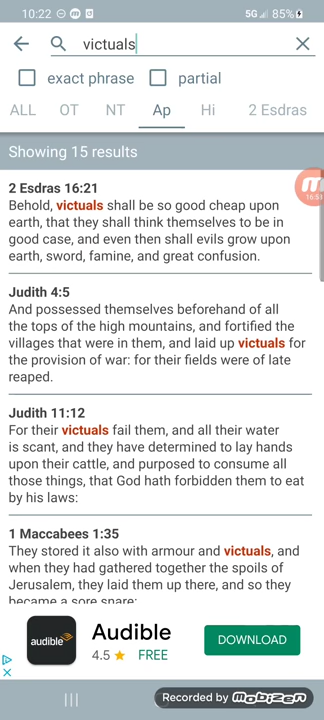 10:22 5G 85%
victuals
exact phrase partial
ALL OT NT Ap Hi 2 Esdras
Showing 15 results
2 Esdras 16:21
Behold, victuals shall be so good cheap upon
earth, that they shall think themselves to be in
good case, and even then shall evils grow upon
earth, sword, famine, and great confusion.
Judith 4:5
And possessed themselves beforehand of all
the tops of the high mountains, and fortified the
villages that were in them, and laid up victuals for
the provision of war: for their fields were of late
reaped.
Judith 11:12
For their victuals fail them, and all their water
is scant, and they have determined to lay hands
upon their cattle, and purposed to consume all
those things, that God hath forbidden them to eat
by his laws:
1 Maccabees 1:35
They stored it also with armour and victuals, and
when they had gathered together the spoils of
Jerusalem, they laid them up there, and so they
became a sore snare:
audible
Audible
4.5 ★ FREE
DOWNLOAD
Recorded by mobizen